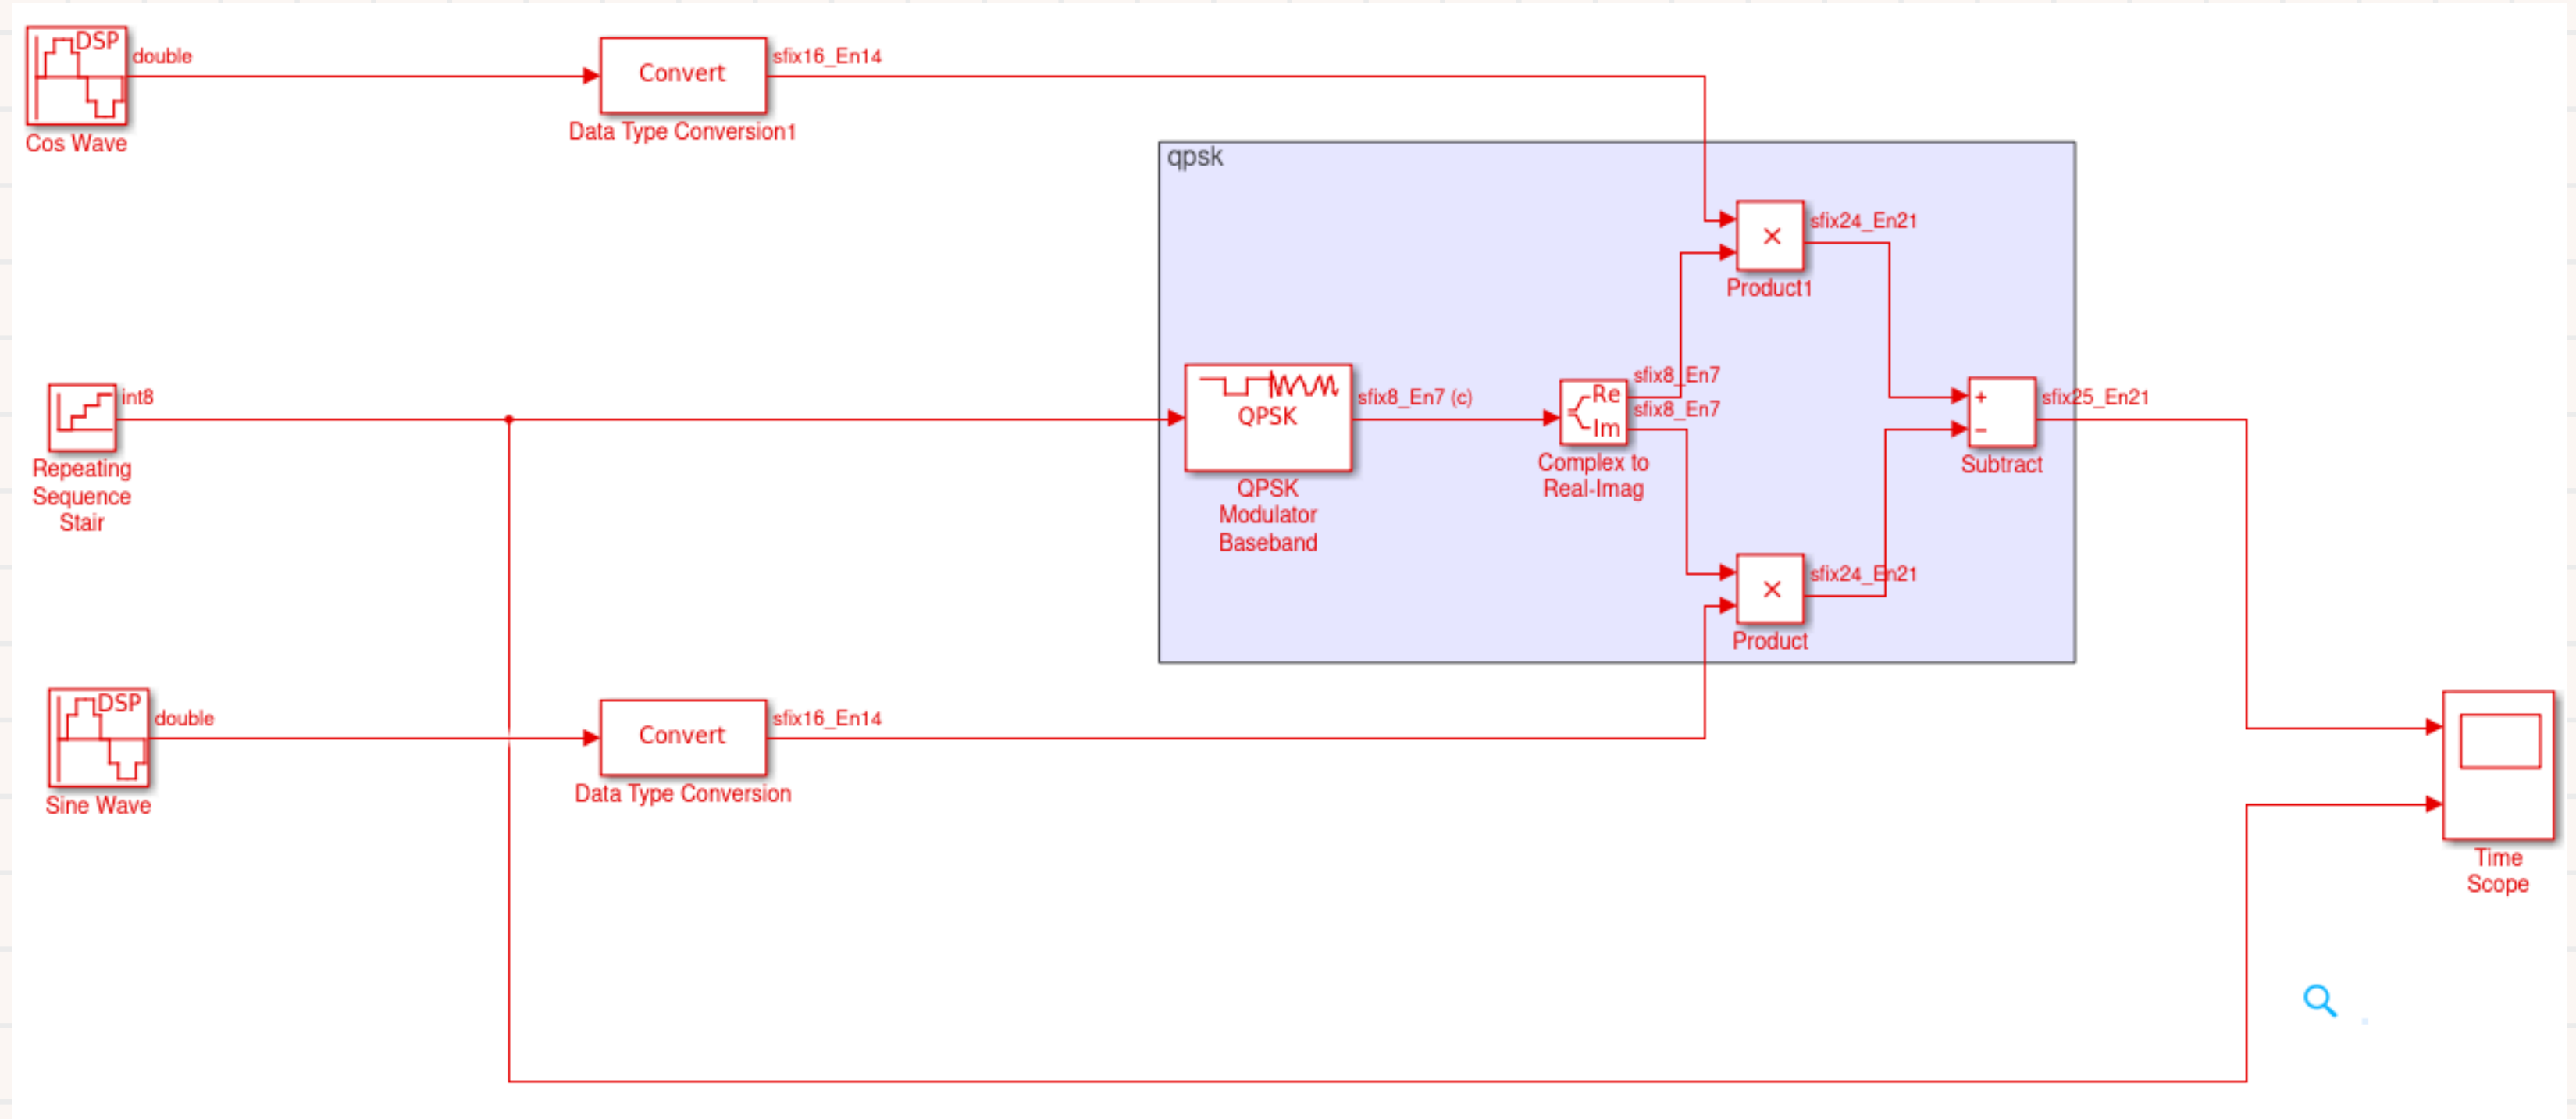 DSP
double
Cos Wave
Convert
sfix16_En14
Data Type Conversion1
qpsk
×
sfix24_En21
Product1
int8
Repeating
Sequence
Stair
QPSK
sfix8_En7 (c)
QPSK
Modulator
Baseband
Re
Im
sfix8_En7
sfix8_En7
Complex to
Real-Imag
+
−
sfix25_En21
Subtract
×
sfix24_En21
Product
DSP
double
Sine Wave
Convert
sfix16_En14
Data Type Conversion
Time
Scope